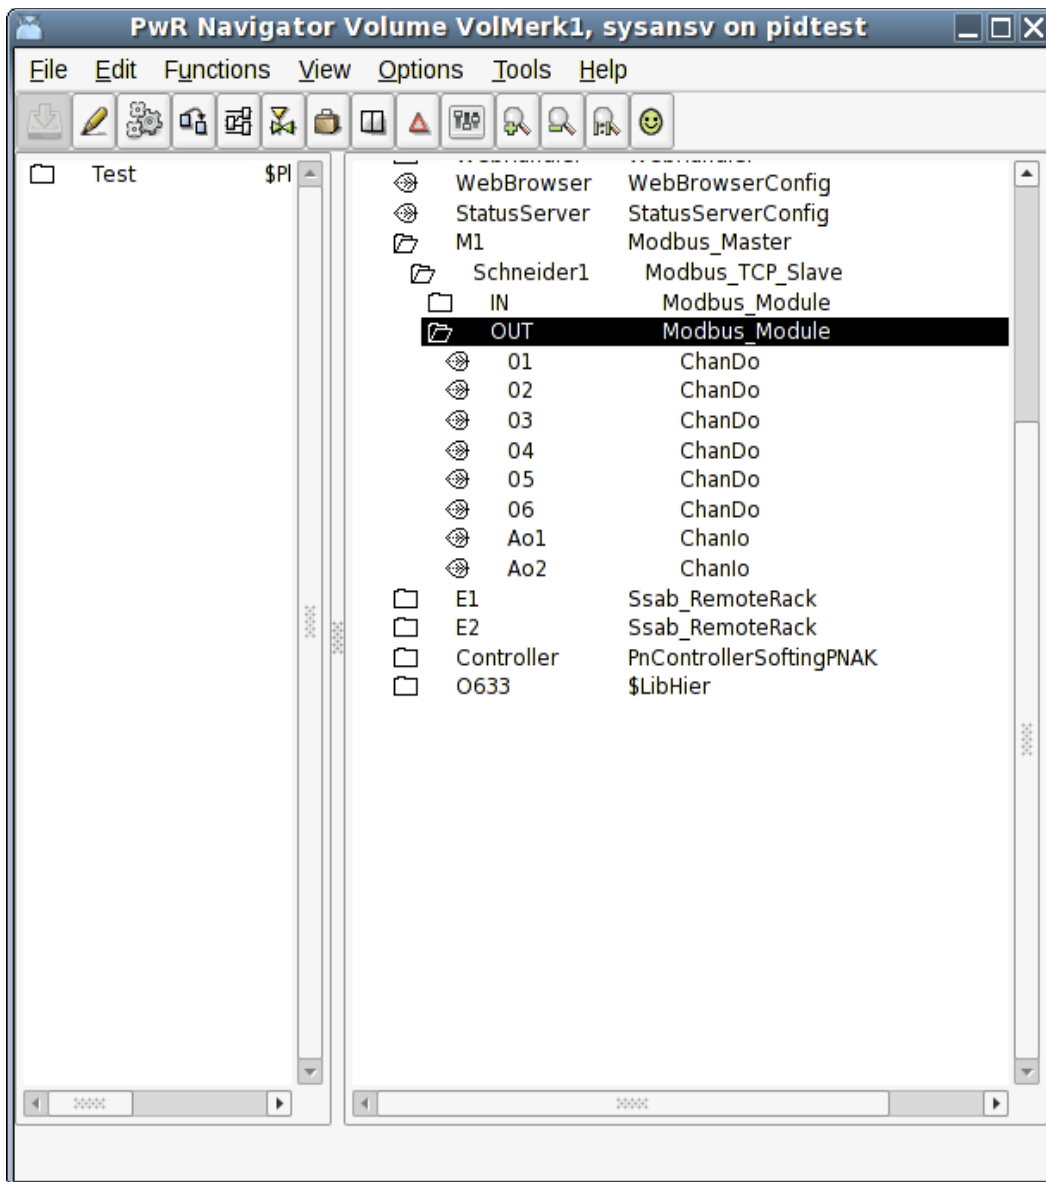 PwR Navigator Volume VolMerk1, sysansv on pidtest
File Edit Functions View Options Tools Help
Test $Pl
WebBrowser WebBrowserConfig
StatusServer StatusServerConfig
M1 Modbus_Master
Schneider1 Modbus_TCP_Slave
IN Modbus_Module
OUT Modbus_Module
01 ChanDo
02 ChanDo
03 ChanDo
04 ChanDo
05 ChanDo
06 ChanDo
Ao1 ChanIo
Ao2 ChanIo
E1 Ssab_RemoteRack
E2 Ssab_RemoteRack
Controller PnControllerSoftingPNAK
O633 $LibHier